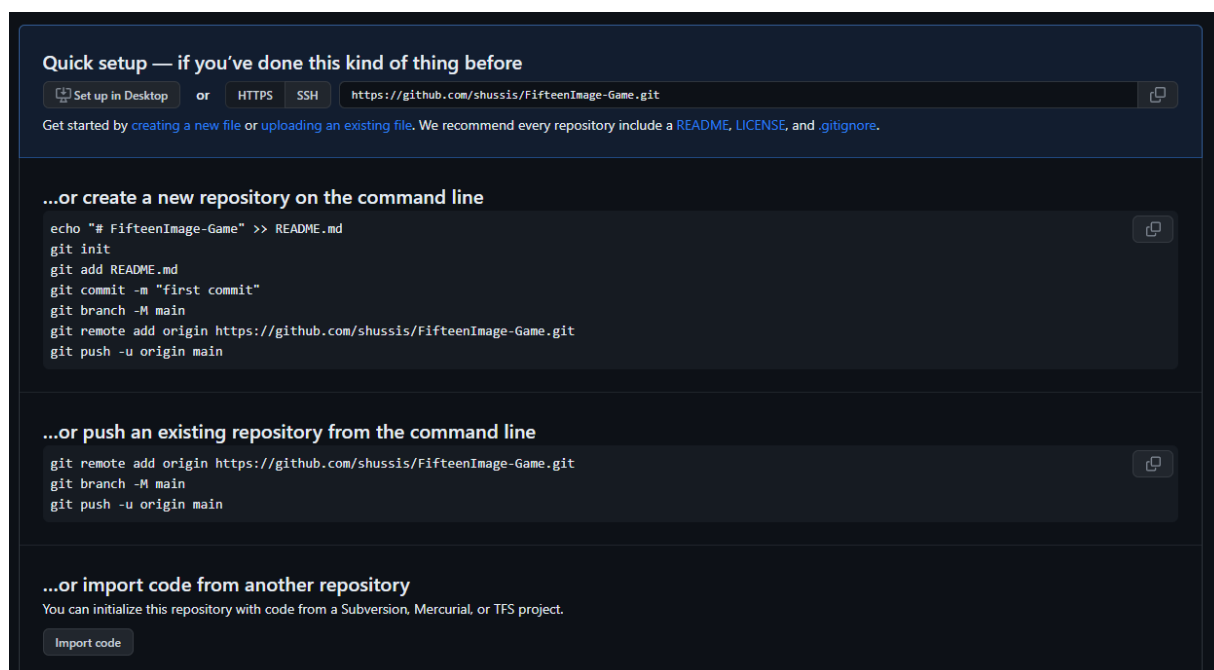 Quick setup — if you’ve done this kind of thing before
Set up in Desktop or HTTPS SSH https://github.com/shussis/FifteenImage-Game.git
Get started by creating a new file or uploading an existing file. We recommend every repository include a README, LICENSE, and .gitignore.
…or create a new repository on the command line
echo "# FifteenImage-Game" >> README.md
git init
git add README.md
git commit -m "first commit"
git branch -M main
git remote add origin https://github.com/shussis/FifteenImage-Game.git
git push -u origin main
…or push an existing repository from the command line
git remote add origin https://github.com/shussis/FifteenImage-Game.git
git branch -M main
git push -u origin main
…or import code from another repository
You can initialize this repository with code from a Subversion, Mercurial, or TFS project.
Import code